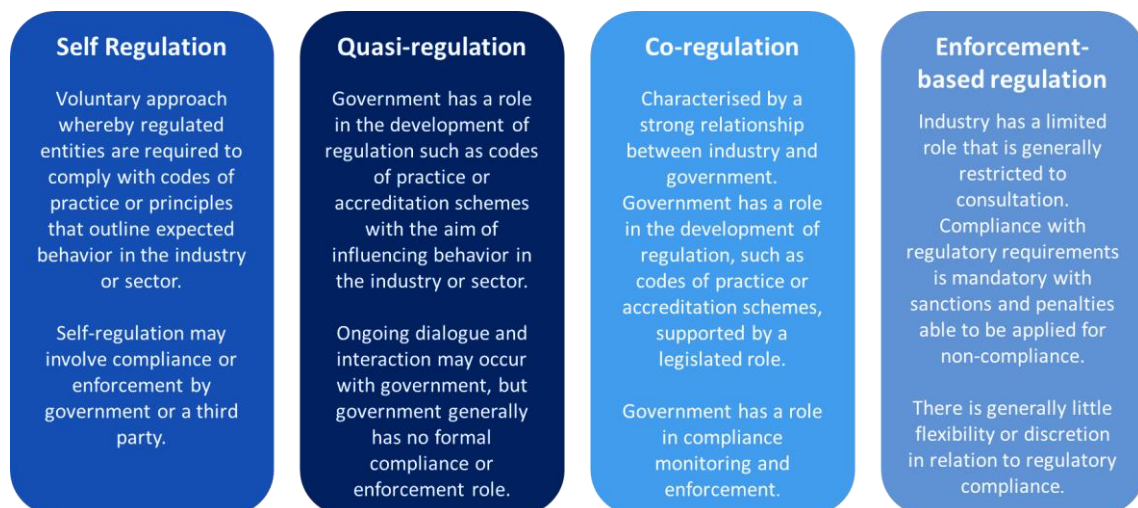 Self Regulation
Voluntary approach
whereby regulated
entities are required to
comply with codes of
practice or principles
that outline expected
behavior in the industry
or sector.
Self-regulation may
involve compliance or
enforcement by
government or a third
party.
Quasi-regulation
Government has a role
in the development of
regulation such as codes
of practice or
accreditation schemes
with the aim of
influencing behavior in
the industry or sector.
Ongoing dialogue and
interaction may occur
with government, but
government generally
has no formal
compliance or
enforcement role.
Co-regulation
Characterised by a
strong relationship
between industry and
government.
Government has a role
in the development of
regulation, such as
codes of practice or
accreditation schemes,
supported by a
legislated role.
Government has a role
in compliance
monitoring and
enforcement.
Enforcement-
based regulation
Industry has a limited
role that is generally
restricted to
consultation.
Compliance with
regulatory requirements
is mandatory with
sanctions and penalties
able to be applied for
non-compliance.
There is generally little
flexibility or discretion
in relation to regulatory
compliance.